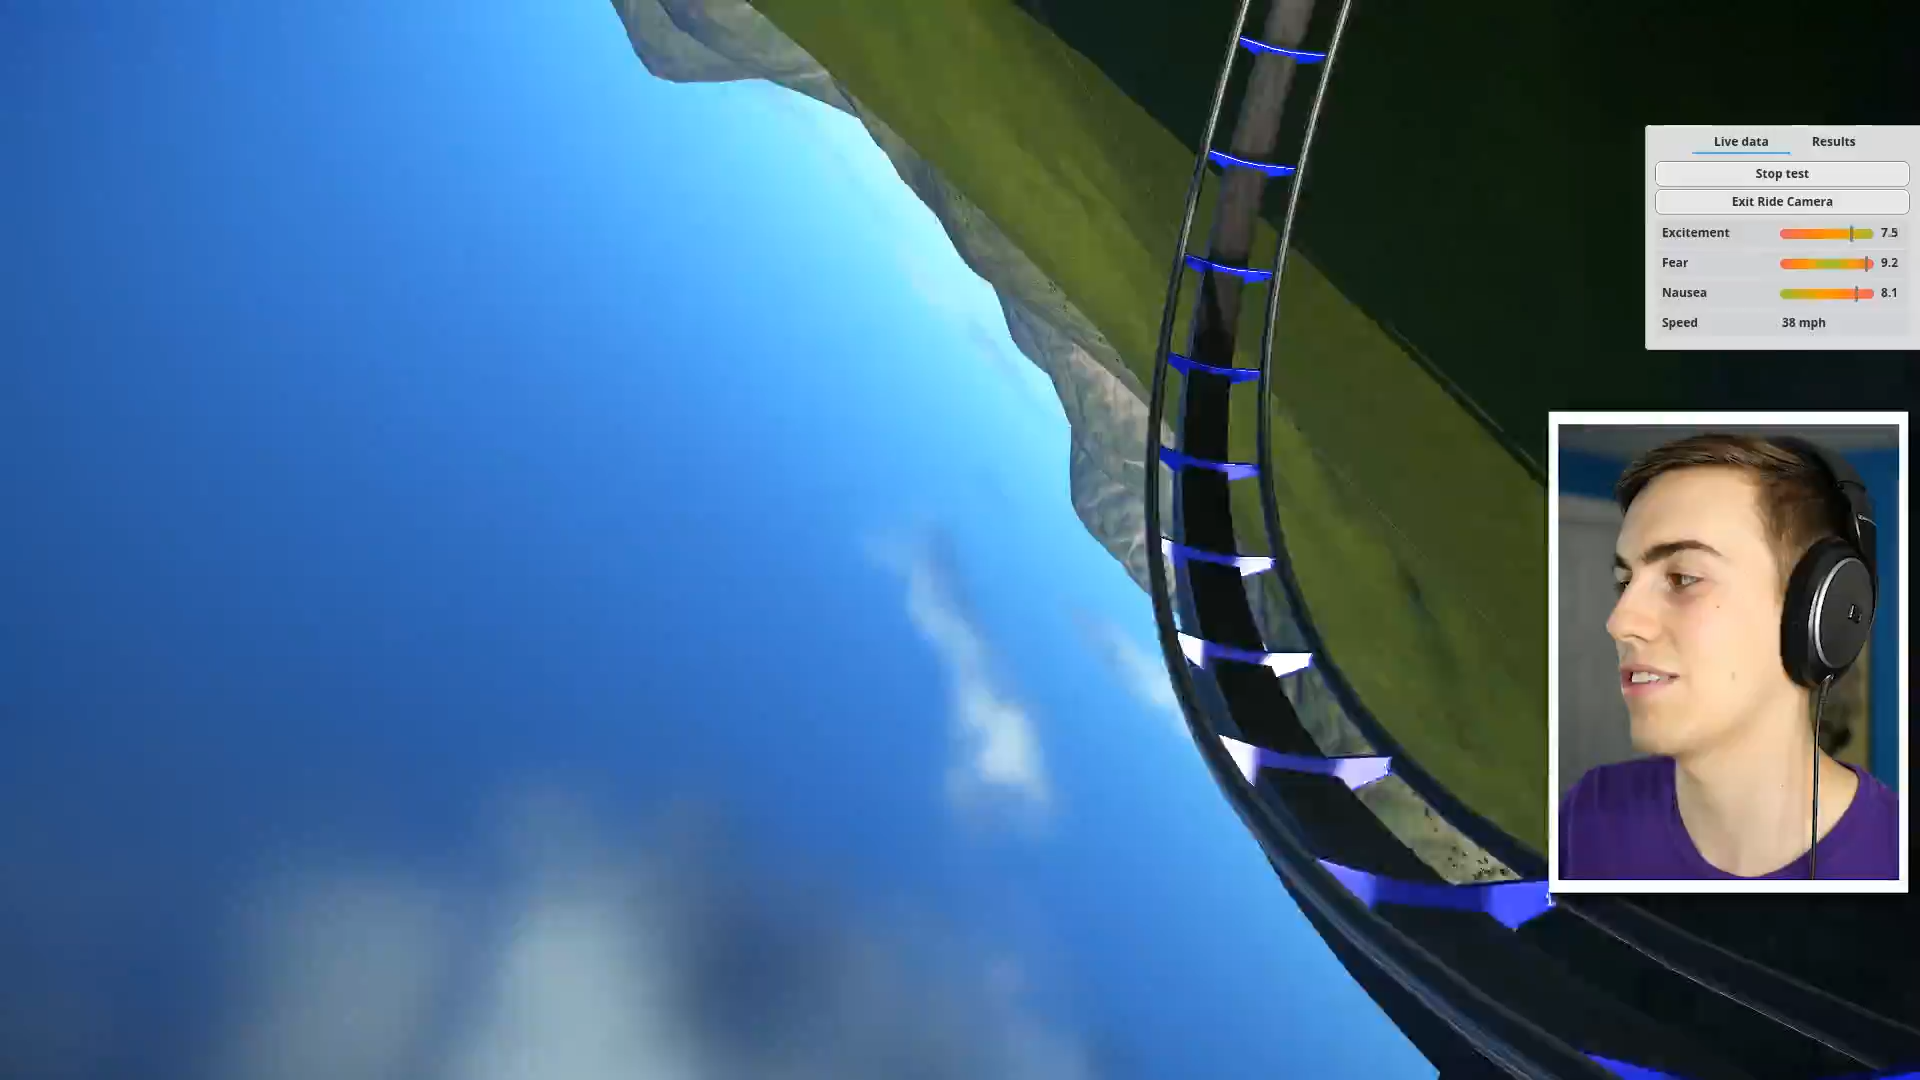 Live data Results
Stop test
Exit Ride Camera
Excitement 7.5
Fear 9.2
Nausea 8.1
Speed 38 mph